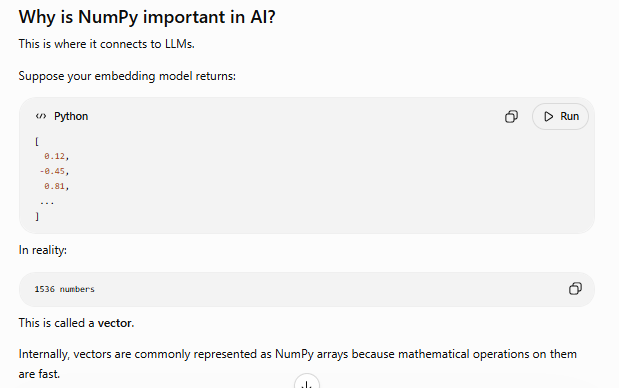 Why is NumPy important in AI?
This is where it connects to LLMs.
Suppose your embedding model returns:
</> Python
Run
[
0.12,
-0.45,
0.81,
...
]
In reality:
1536 numbers
This is called a vector.
Internally, vectors are commonly represented as NumPy arrays because mathematical operations on them
are fast.